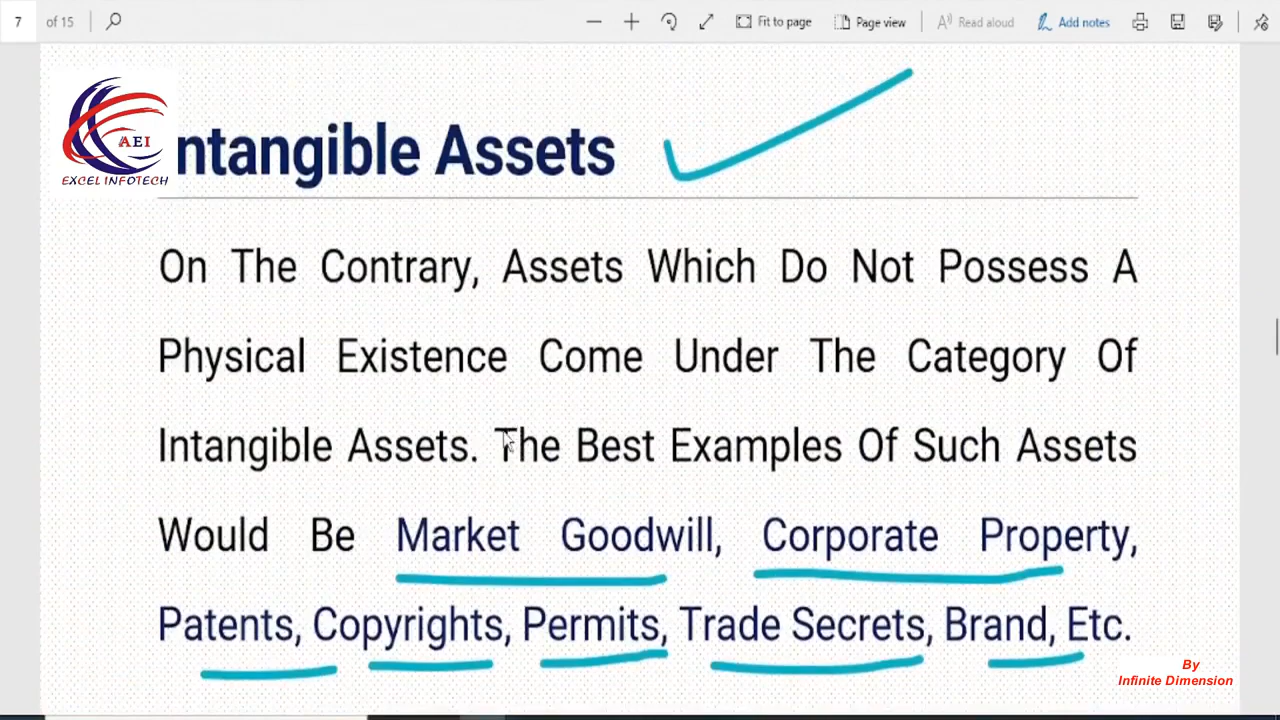 7 of 15 Fit to page Page view Read aloud Add notes
AEI
EXCEL INFOTECH
ntangible Assets
On The Contrary, Assets Which Do Not Possess A
Physical Existence Come Under The Category Of
Intangible Assets. The Best Examples Of Such Assets
Would Be Market Goodwill, Corporate Property,
Patents, Copyrights, Permits, Trade Secrets, Brand, Etc.
By
Infinite Dimension